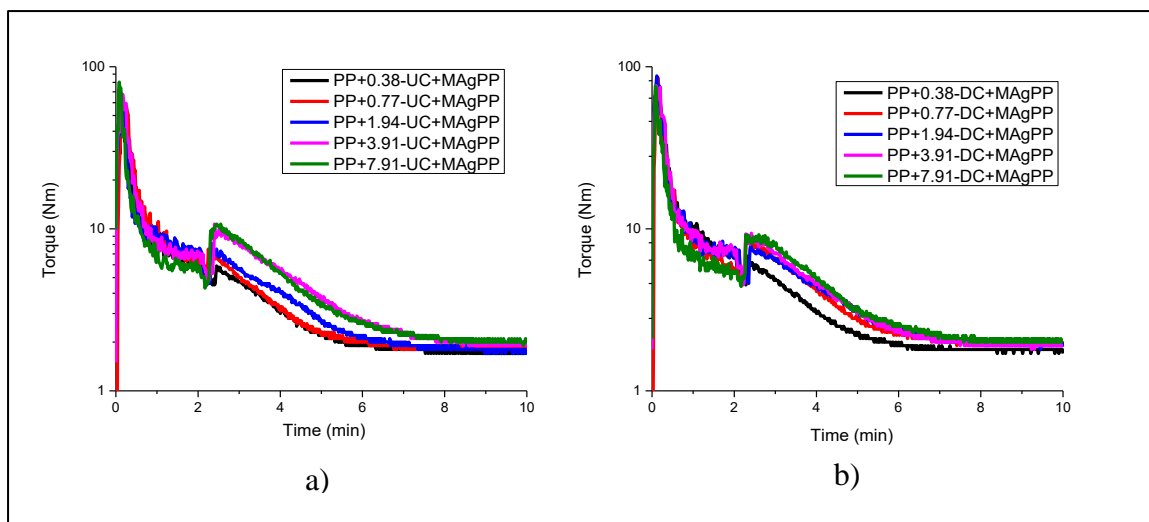 PP+0.38-UC+MAgPP
PP+0.77-UC+MAgPP
PP+1.94-UC+MAgPP
PP+3.91-UC+MAgPP
PP+7.91-UC+MAgPP
100
10
1
Torque (Nm)
0 2 4 6 8 10
Time (min)
a)
PP+0.38-DC+MAgPP
PP+0.77-DC+MAgPP
PP+1.94-DC+MAgPP
PP+3.91-DC+MAgPP
PP+7.91-DC+MAgPP
100
10
1
Torque (Nm)
0 2 4 6 8 10
Time (min)
b)